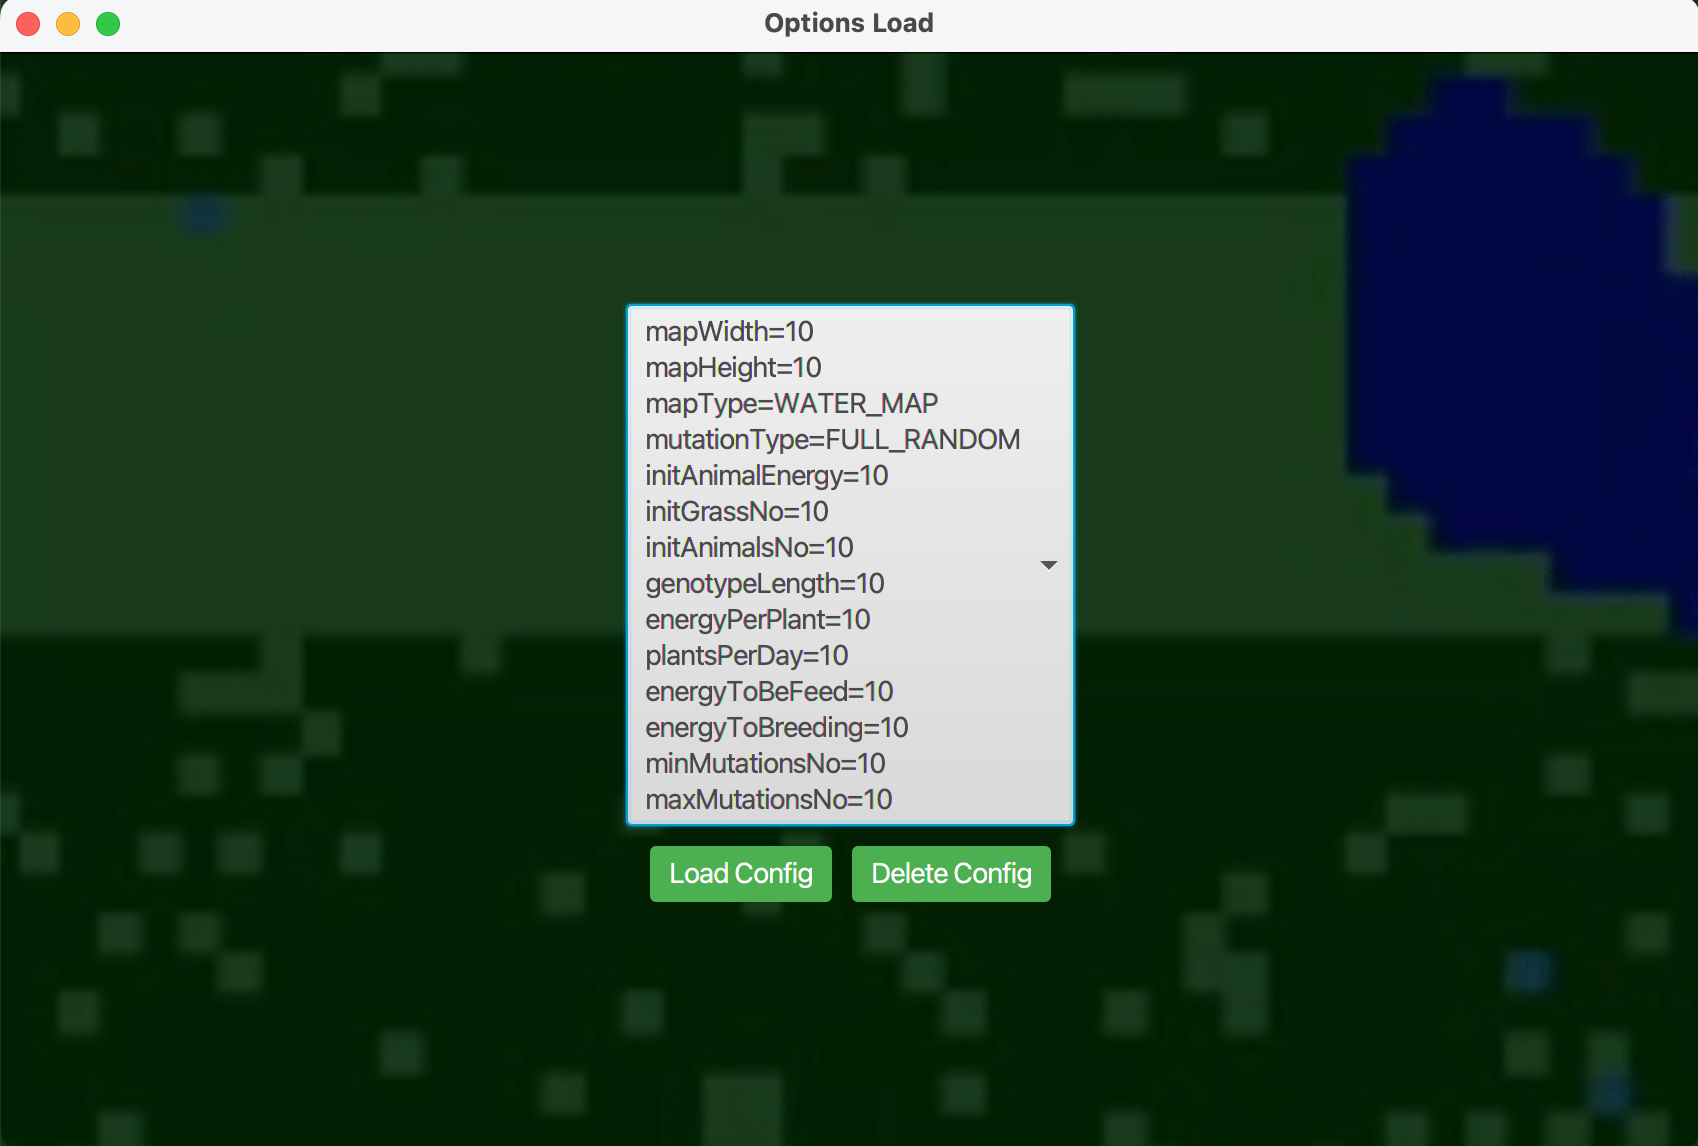 Options Load
mapWidth=10
mapHeight=10
mapType=WATER_MAP
mutationType=FULL_RANDOM
initAnimalEnergy=10
initGrassNo=10
initAnimalsNo=10
genotypeLength=10
energyPerPlant=10
plantsPerDay=10
energyToBeFeed=10
energyToBreeding=10
minMutationsNo=10
maxMutationsNo=10
Load Config
Delete Config